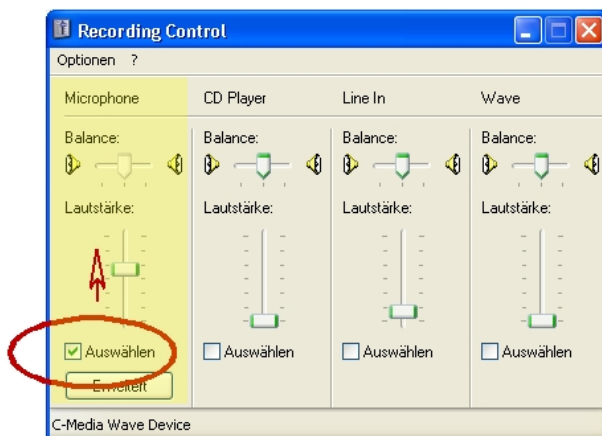 Recording Control
Optionen ?
Microphone CD Player Line In Wave
Balance: Balance: Balance: Balance:
Lautstärke: Lautstärke: Lautstärke: Lautstärke:
Auswählen Auswählen Auswählen Auswählen
Erweitert
C-Media Wave Device